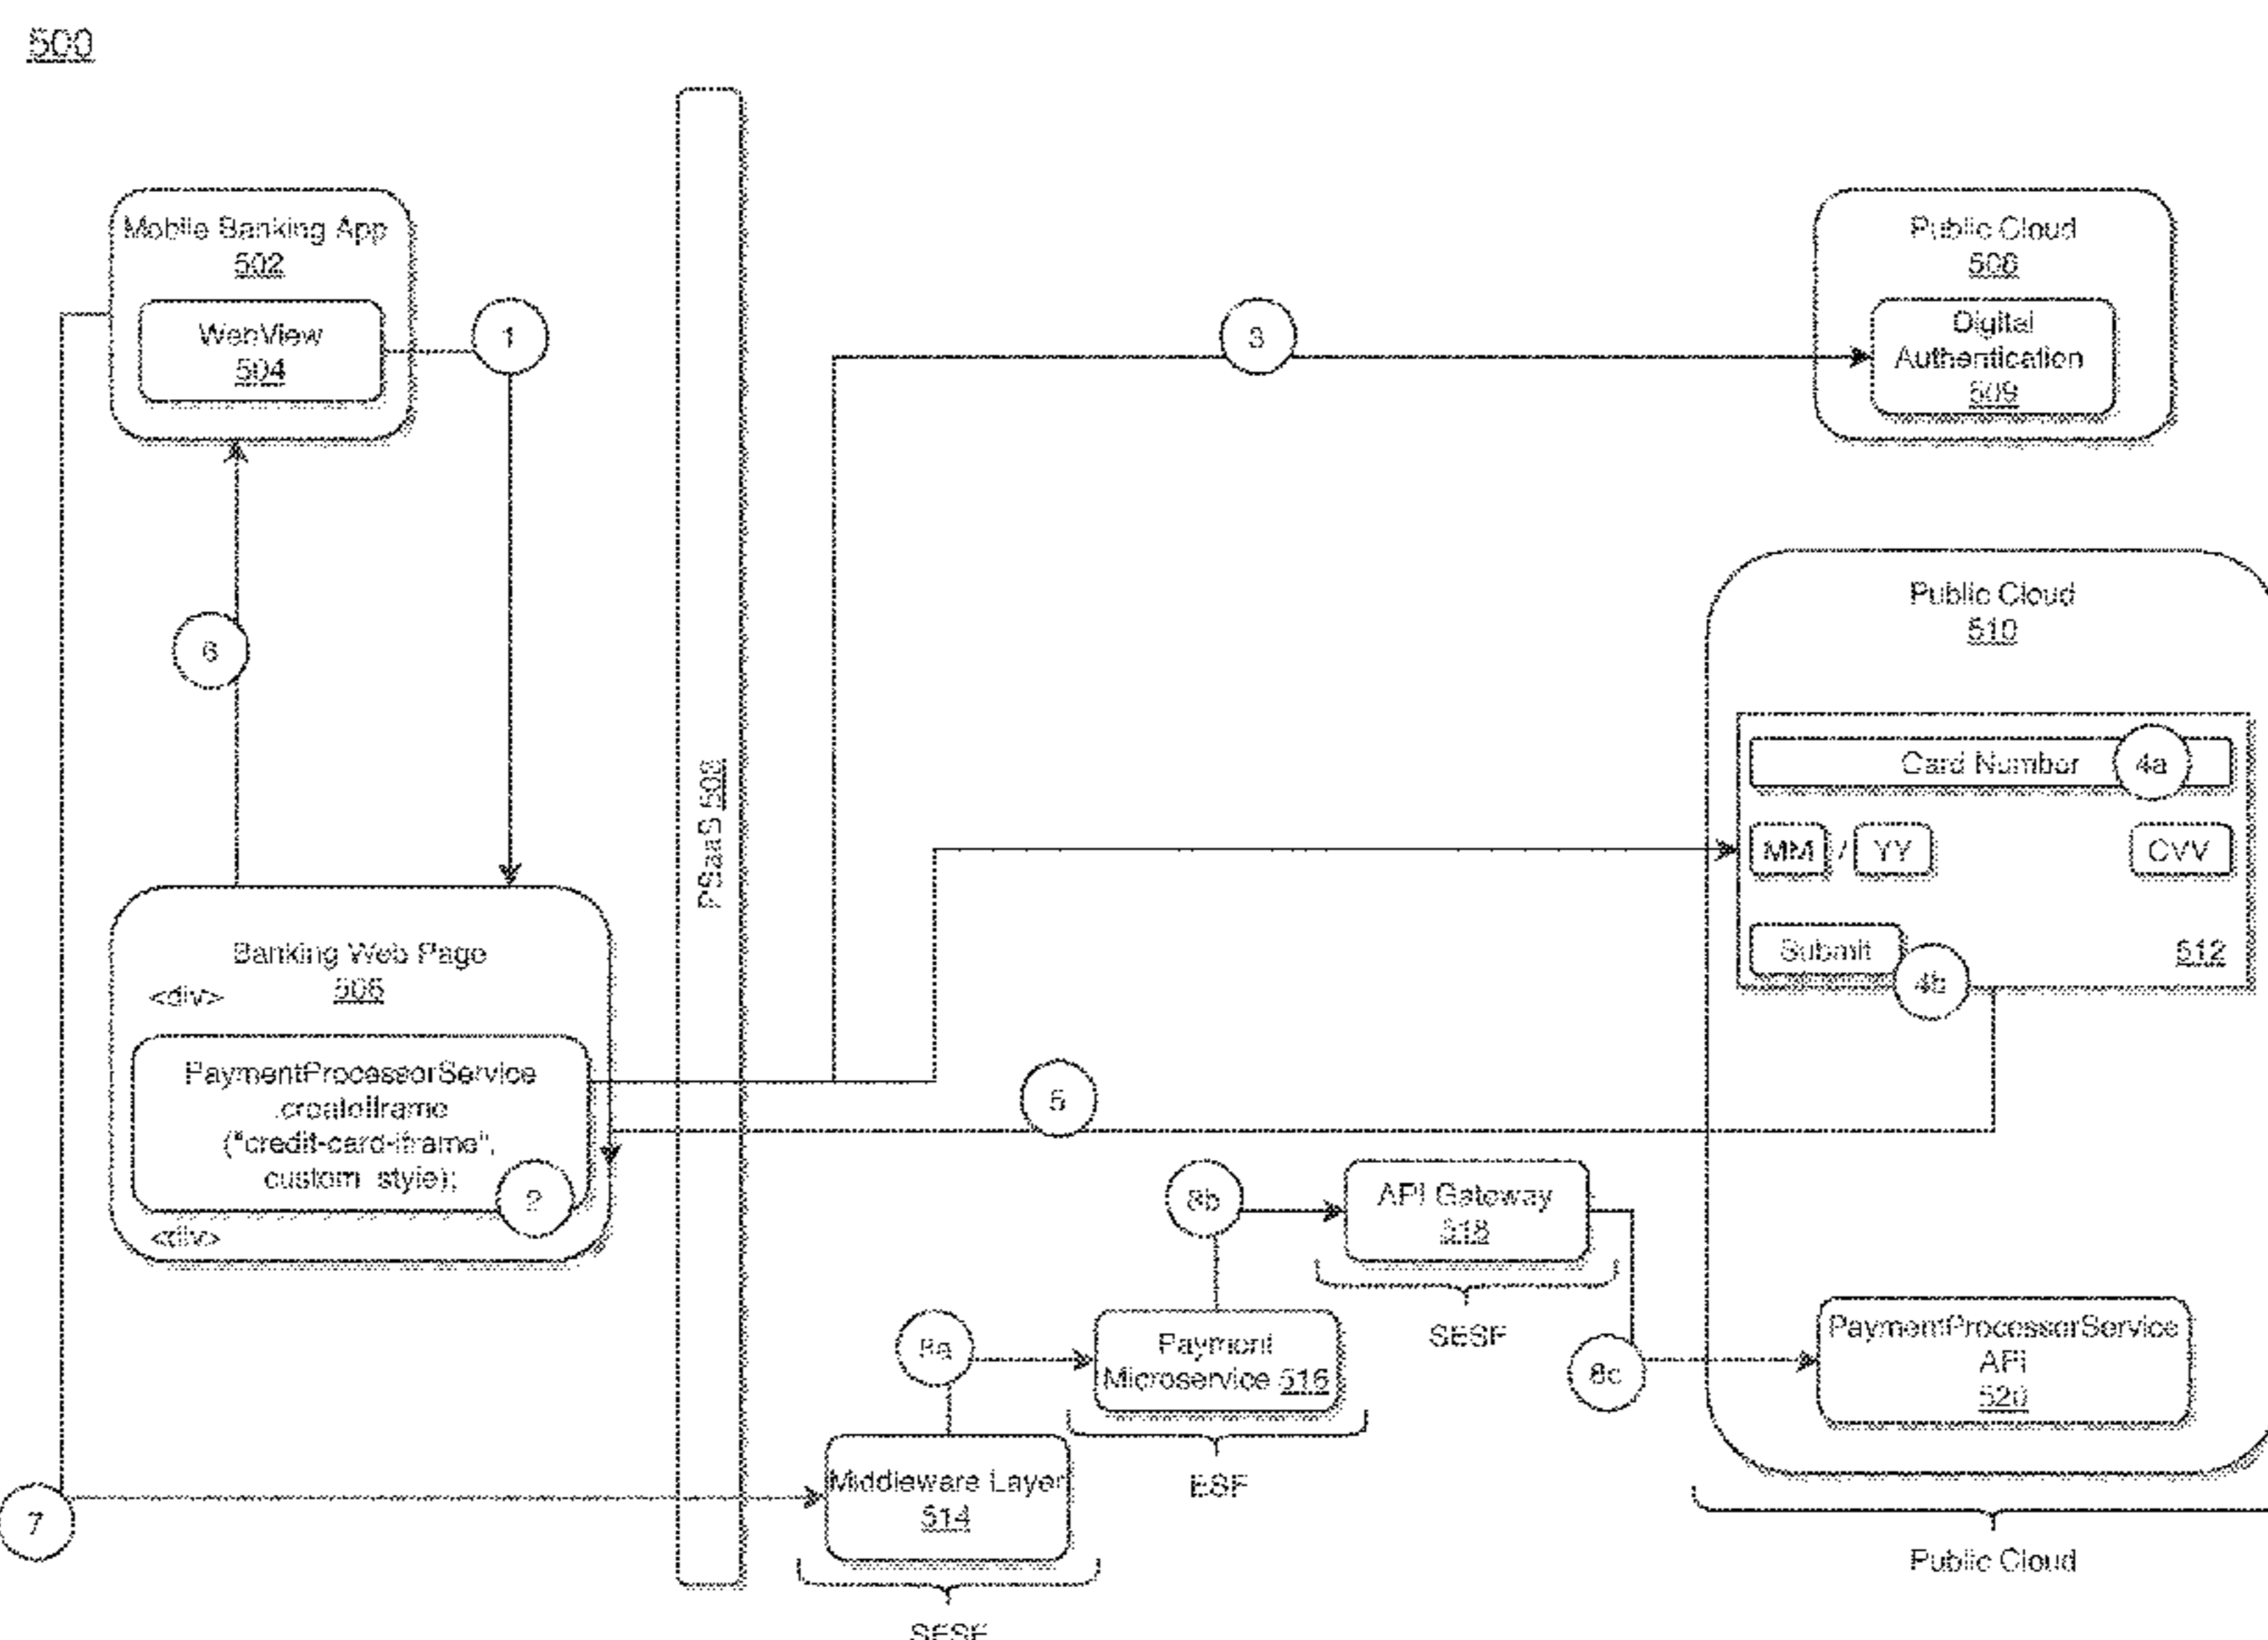 500
Mobile Banking App
502
WebView
504
1
3
Public Cloud
506
Digital
Authentication
509
6
PSaaS 508
Public Cloud
510
Card Number
4a
MM / YY
CVV
Submit
4b
512
Banking Web Page
506
<div>
PaymentProcessorService
.createIframe
("credit-card-iframe",
custom_style);
2
<div>
5
8b
API Gateway
518
SESF
8a
Payment
Microservice 516
ESF
8c
PaymentProcessorService
API
520
7
Middleware Layer
514
SESF
Public Cloud